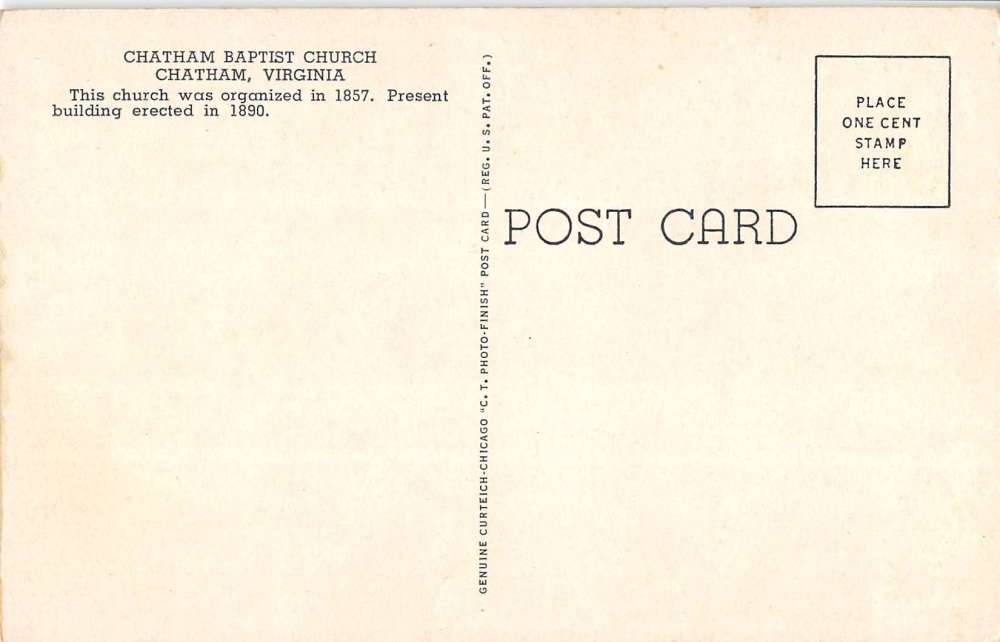 CHATHAM BAPTIST CHURCH
CHATHAM, VIRGINIA
This church was organized in 1857. Present
building erected in 1890.
GENUINE CURTEICH-CHICAGO "C. T. PHOTO-FINISH" POST CARD—(REG. U. S. PAT. OFF.)
POST CARD
PLACE
ONE CENT
STAMP
HERE